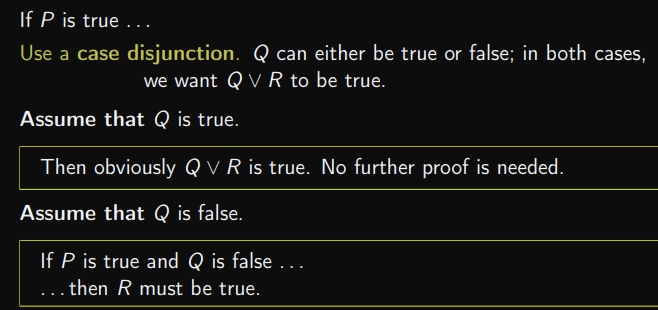 If P is true ...
Use a case disjunction. Q can either be true or false; in both cases,
we want Q ∨ R to be true.
Assume that Q is true.
Then obviously Q ∨ R is true. No further proof is needed.
Assume that Q is false.
If P is true and Q is false ...
... then R must be true.